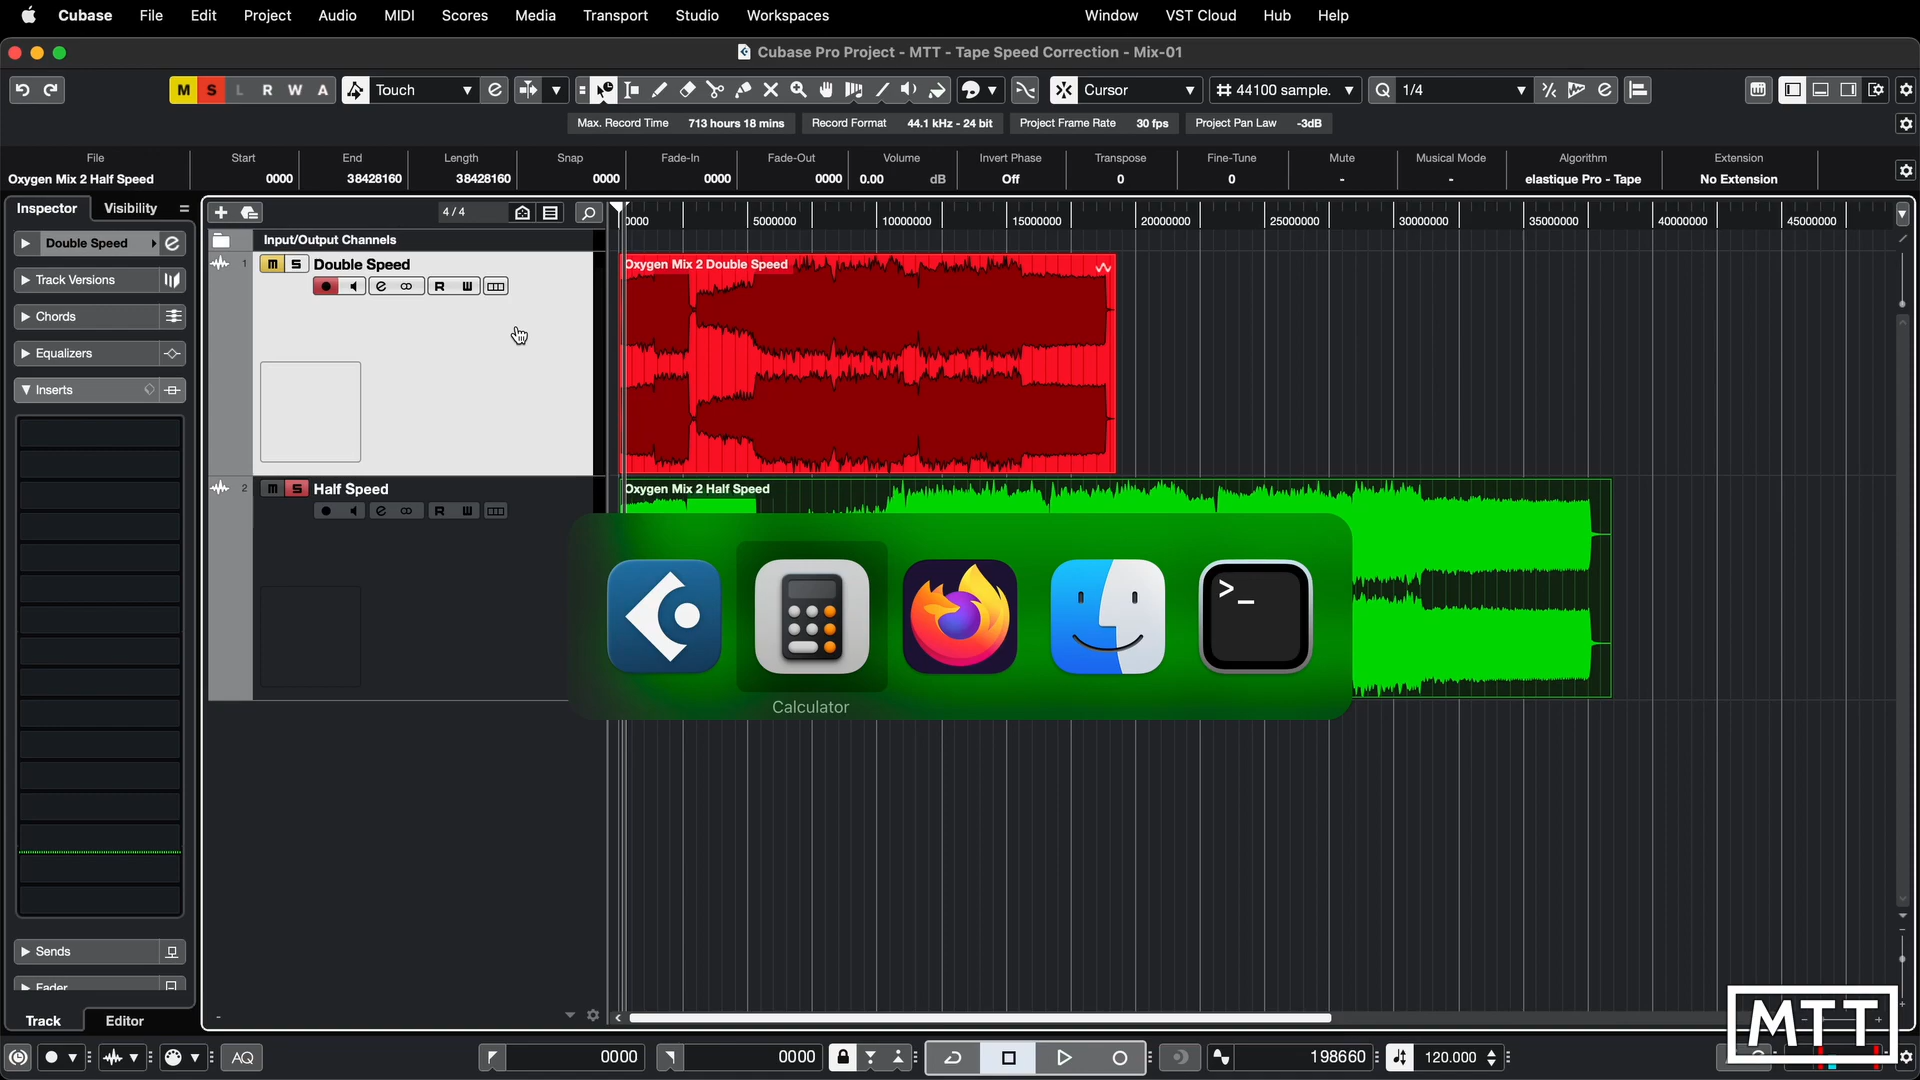 Cubase File Edit Project Audio MIDI Scores Media Transport Studio Workspaces Window VST Cloud Hub Help
Cubase Pro Project - MTT - Tape Speed Correction - Mix-01
M S L R W A Touch Cursor 44100 sample. 1/4
Max. Record Time 713 hours 18 mins Record Format 44.1 kHz - 24 bit Project Frame Rate 30 fps Project Pan Law -3dB
File Start End Length Snap Fade-In Fade-Out Volume Invert Phase Transpose Fine-Tune Mute Musical Mode Algorithm Extension
Oxygen Mix 2 Half Speed 0000 38428160 38428160 0000 0000 0000 0.00 dB Off 0 0 - - elastique Pro - Tape No Extension
Inspector Visibility
4 / 4
0000 5000000 10000000 15000000 20000000 25000000 30000000 35000000 40000000 45000000
Double Speed
Track Versions
Chords
Equalizers
Inserts
Sends
Fader
Track Editor
Input/Output Channels
1 m S Double Speed
R W
2 m S Half Speed
R W
Oxygen Mix 2 Double Speed
Oxygen Mix 2 Half Speed
>_
Calculator
MTT
AQ 0000 0000 198660 120.000